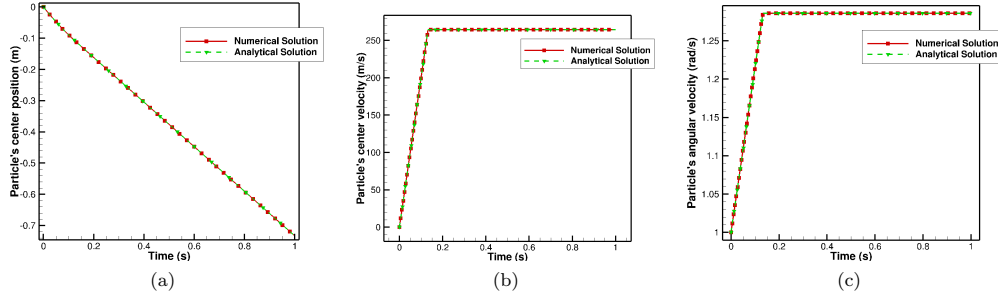 0
-0.1
-0.2
-0.3
-0.4
-0.5
-0.6
-0.7
0 0.2 0.4 0.6 0.8 1
Particle's center position (m)
Time (s)
Numerical Solution
Analytical Solution
(a)
250
200
150
100
50
0
0 0.2 0.4 0.6 0.8 1
Particle's center velocity (m/s)
Time (s)
Numerical Solution
Analytical Solution
(b)
1.25
1.2
1.15
1.1
1.05
1
0 0.2 0.4 0.6 0.8 1
Particle's angular velocity (rad/s)
Time (s)
Numerical Solution
Analytical Solution
(c)